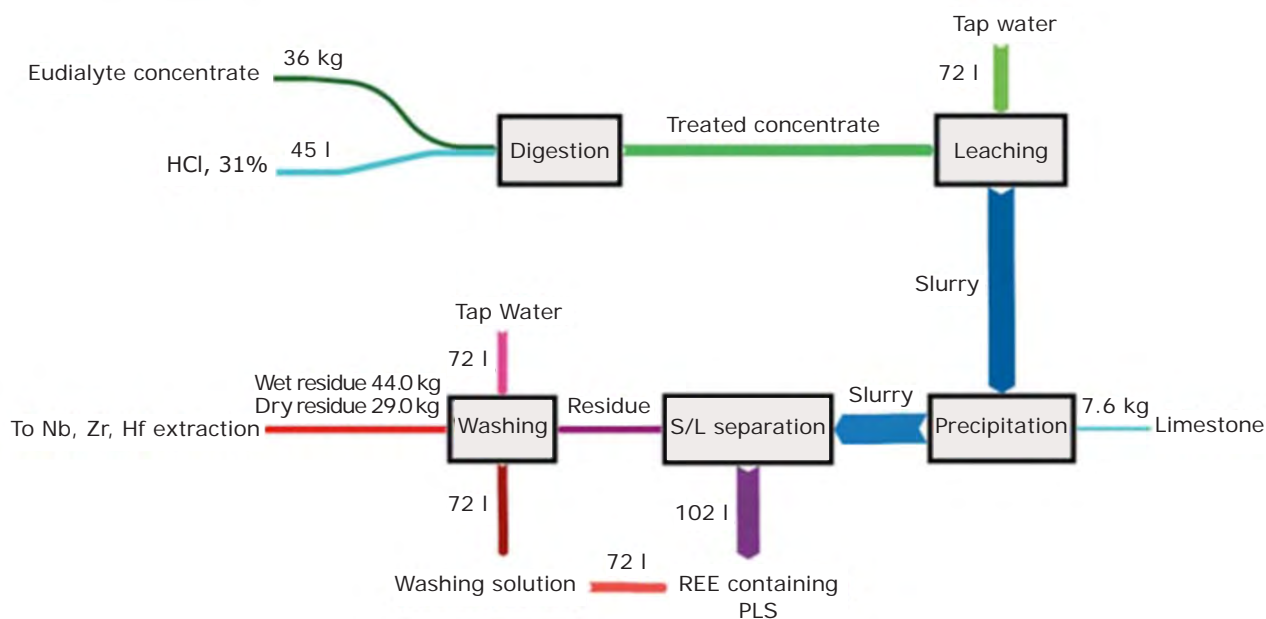 Tap water
36 kg
Eudialyte concentrate
72 l
Treated concentrate
45 l
Digestion
Leaching
HCl, 31%
Slurry
Tap Water
72 l
Wet residue 44.0 kg
Dry residue 29.0 kg
Residue
Slurry
7.6 kg
To Nb, Zr, Hf extraction
Washing
S/L separation
Precipitation
Limestone
72 l
102 l
72 l
Washing solution
REE containing
PLS